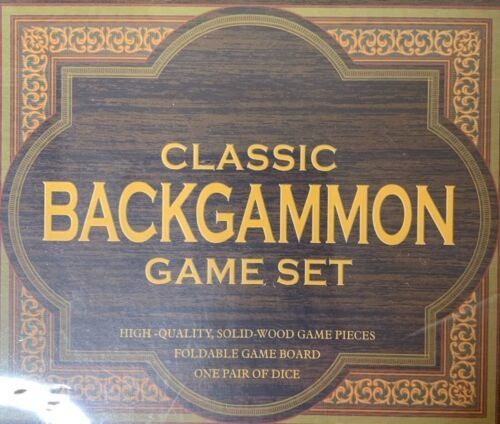 CLASSIC
BACKGAMMON
GAME SET
HIGH -QUALITY, SOLID-WOOD GAME PIECES
FOLDABLE GAME BOARD
ONE PAIR OF DICE